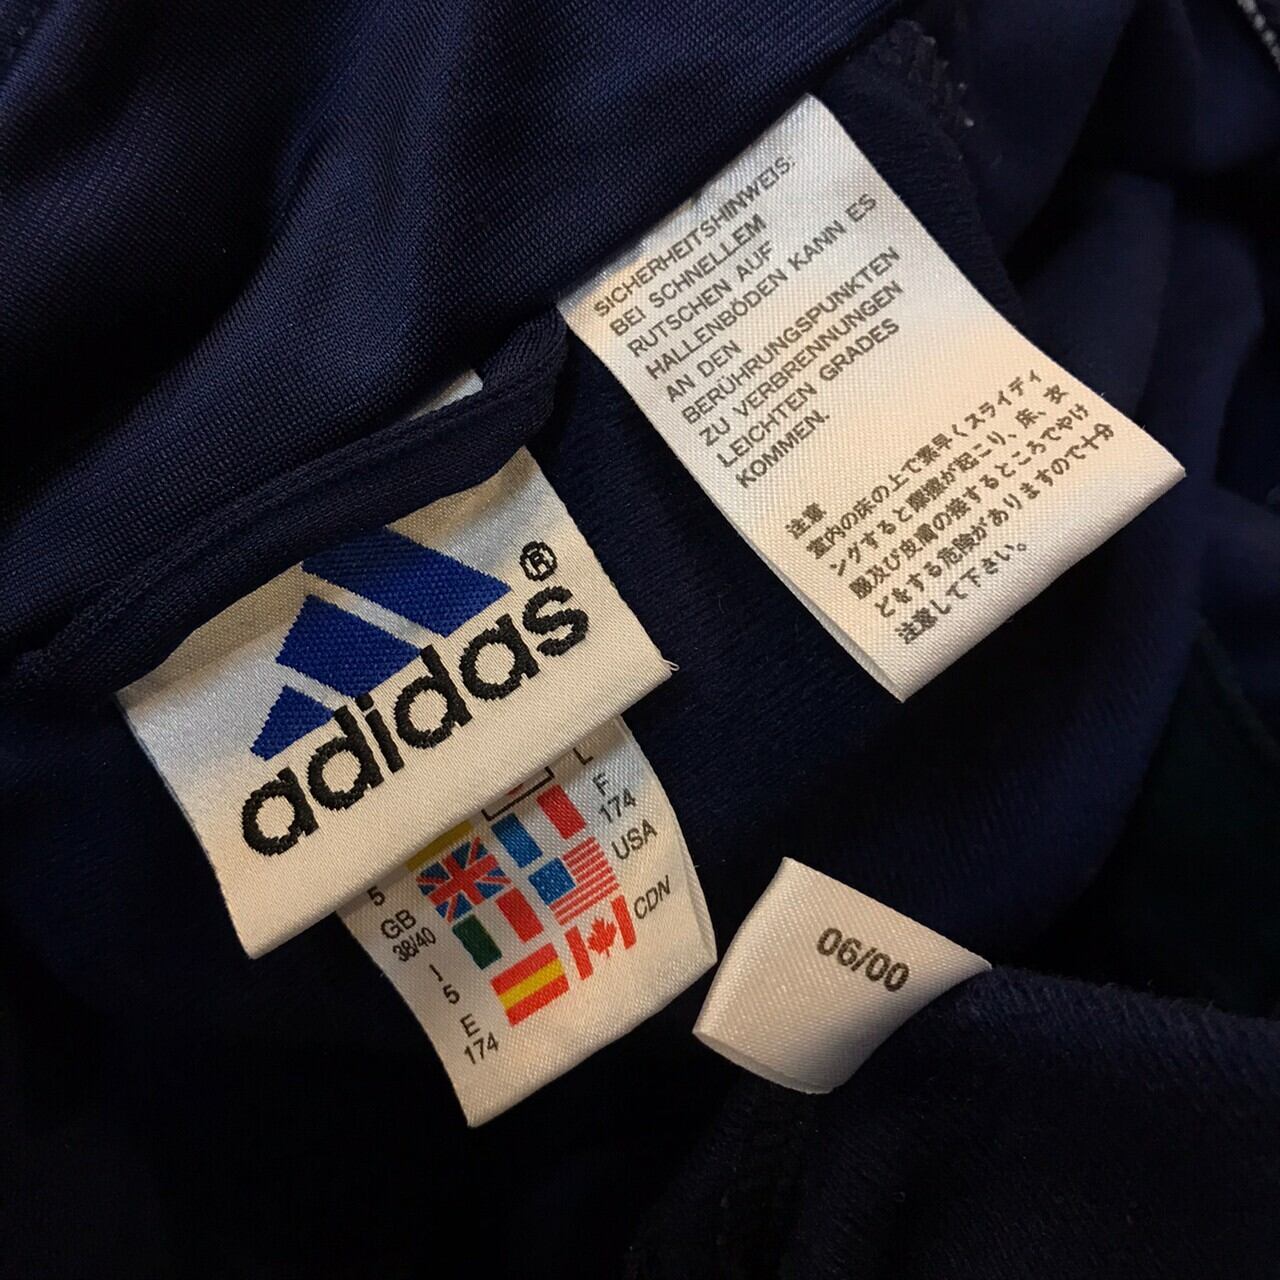 SICHERHEITSHINWEIS:
BEI SCHNELLEM
RUTSCHEN AUF
HALLENBÖDEN KANN ES
AN DEN
BERÜHRUNGSPUNKTEN
ZU VERBRENNUNGEN
LEICHTEN GRADES
KOMMEN.
注意
室内の床の上で素早くスライディ
ングすると摩擦が起こり、床、衣
服及び皮膚の接するところでやけ
どをする危険がありますので十分
注意して下さい。
adidas®
L
F
174
USA
CDN
5
GB
38/40
I
5
E
174
06/00